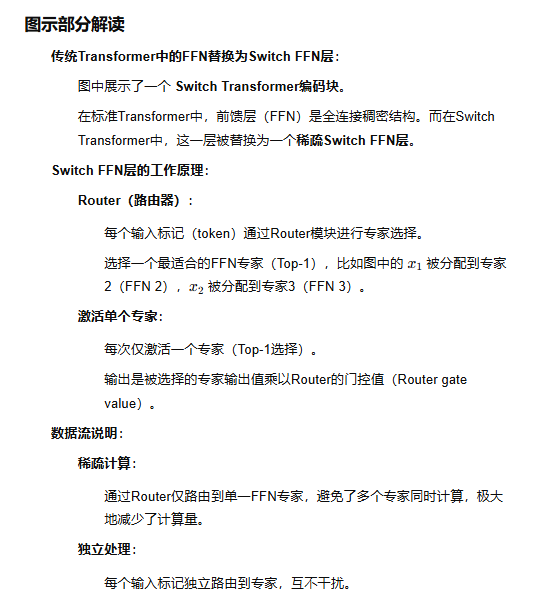 图示部分解读
传统Transformer中的FFN替换为Switch FFN层：
图中展示了一个 Switch Transformer编码块。
在标准Transformer中，前馈层（FFN）是全连接稠密结构。而在Switch
Transformer中，这一层被替换为一个稀疏Switch FFN层。
Switch FFN层的工作原理：
Router（路由器）：
每个输入标记（token）通过Router模块进行专家选择。
选择一个最适合的FFN专家（Top-1），比如图中的 x₁ 被分配到专家
2（FFN 2），x₂ 被分配到专家3（FFN 3）。
激活单个专家：
每次仅激活一个专家（Top-1选择）。
输出是被选择的专家输出值乘以Router的门控值（Router gate
value）。
数据流说明：
稀疏计算：
通过Router仅路由到单一FFN专家，避免了多个专家同时计算，极大
地减少了计算量。
独立处理：
每个输入标记独立路由到专家，互不干扰。